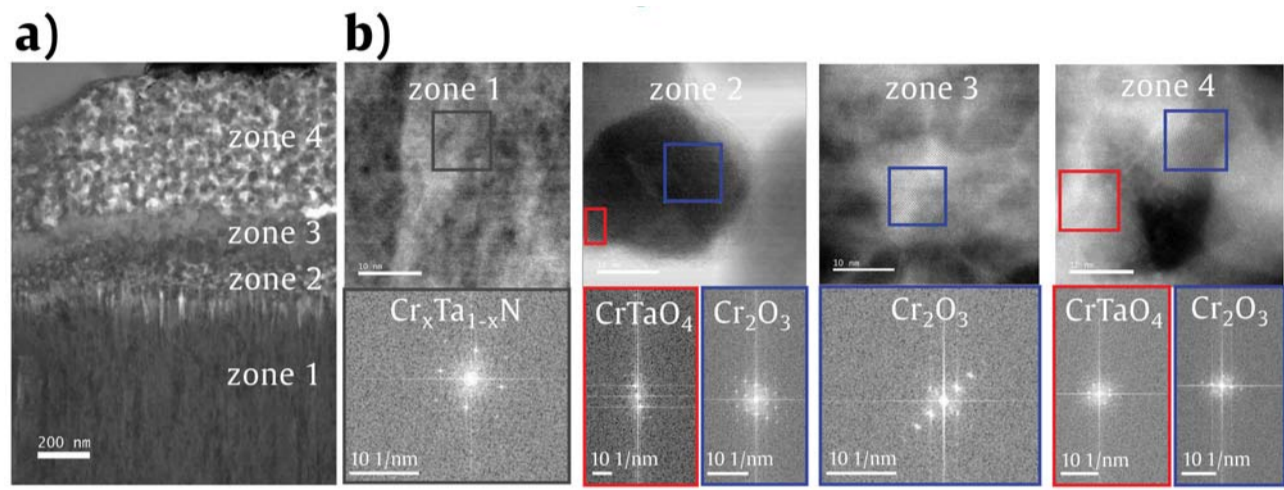 a)
b)
zone 4
zone 3
zone 2
zone 1
200 nm
zone 1
zone 2
zone 3
zone 4
10 nm
10 nm
CrₓTa₁₋ₓN
CrTaO₄
Cr₂O₃
Cr₂O₃
CrTaO₄
Cr₂O₃
10 1/nm
10 1/nm
10 1/nm
10 1/nm
10 1/nm
10 1/nm